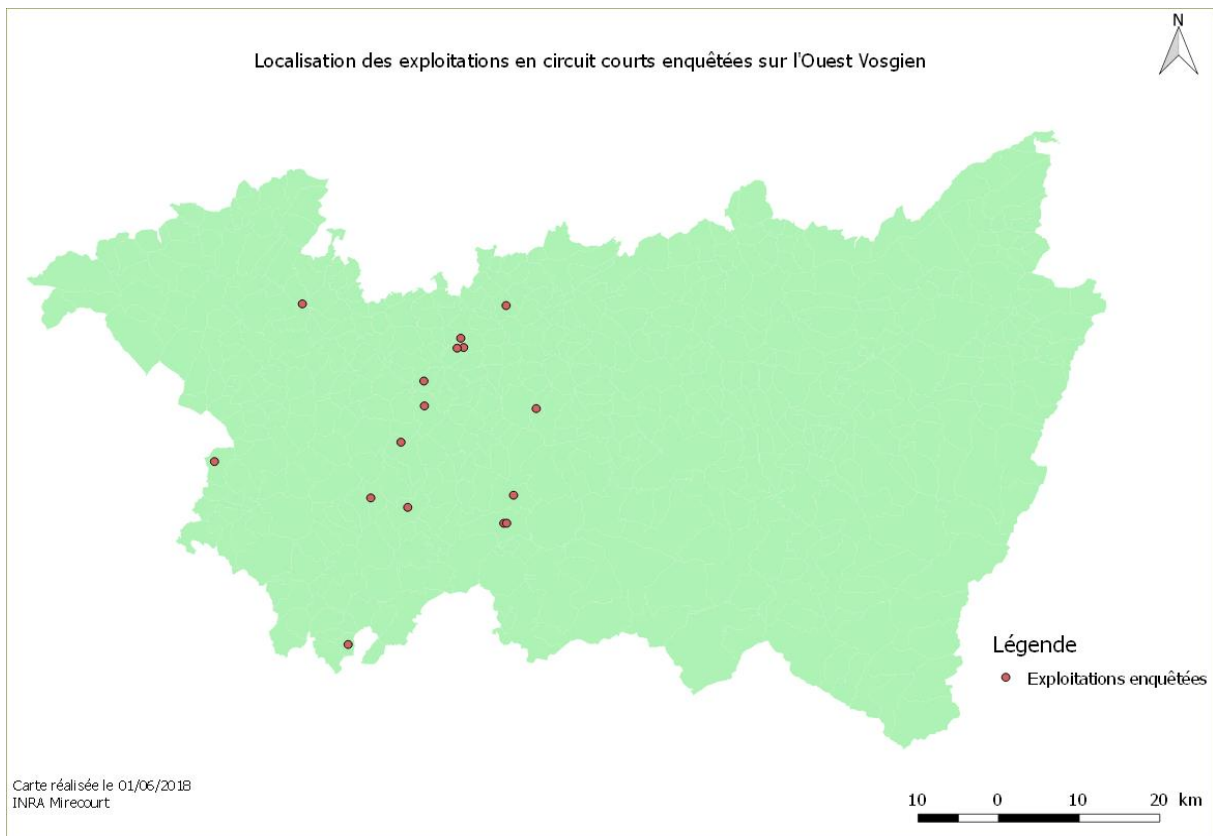 N
Localisation des exploitations en circuit courts enquêtées sur l'Ouest Vosgien
Légende
Exploitations enquêtées
Carte réalisée le 01/06/2018
INRA Mirecourt
10 0 10 20 km